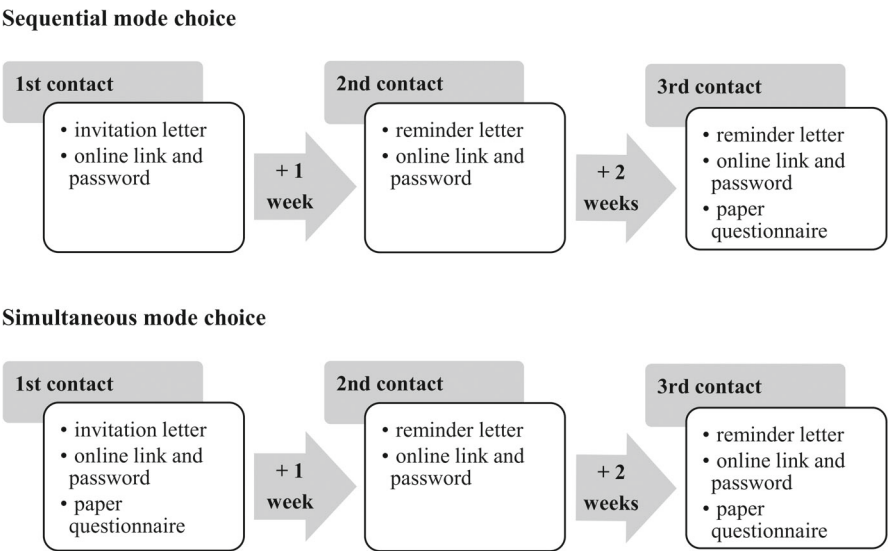 Sequential mode choice
1st contact
• invitation letter
• online link and
password
+ 1
week
2nd contact
• reminder letter
• online link and
password
+ 2
weeks
3rd contact
• reminder letter
• online link and
password
• paper
questionnaire
Simultaneous mode choice
1st contact
• invitation letter
• online link and
password
• paper
questionnaire
+ 1
week
2nd contact
• reminder letter
• online link and
password
+ 2
weeks
3rd contact
• reminder letter
• online link and
password
• paper
questionnaire